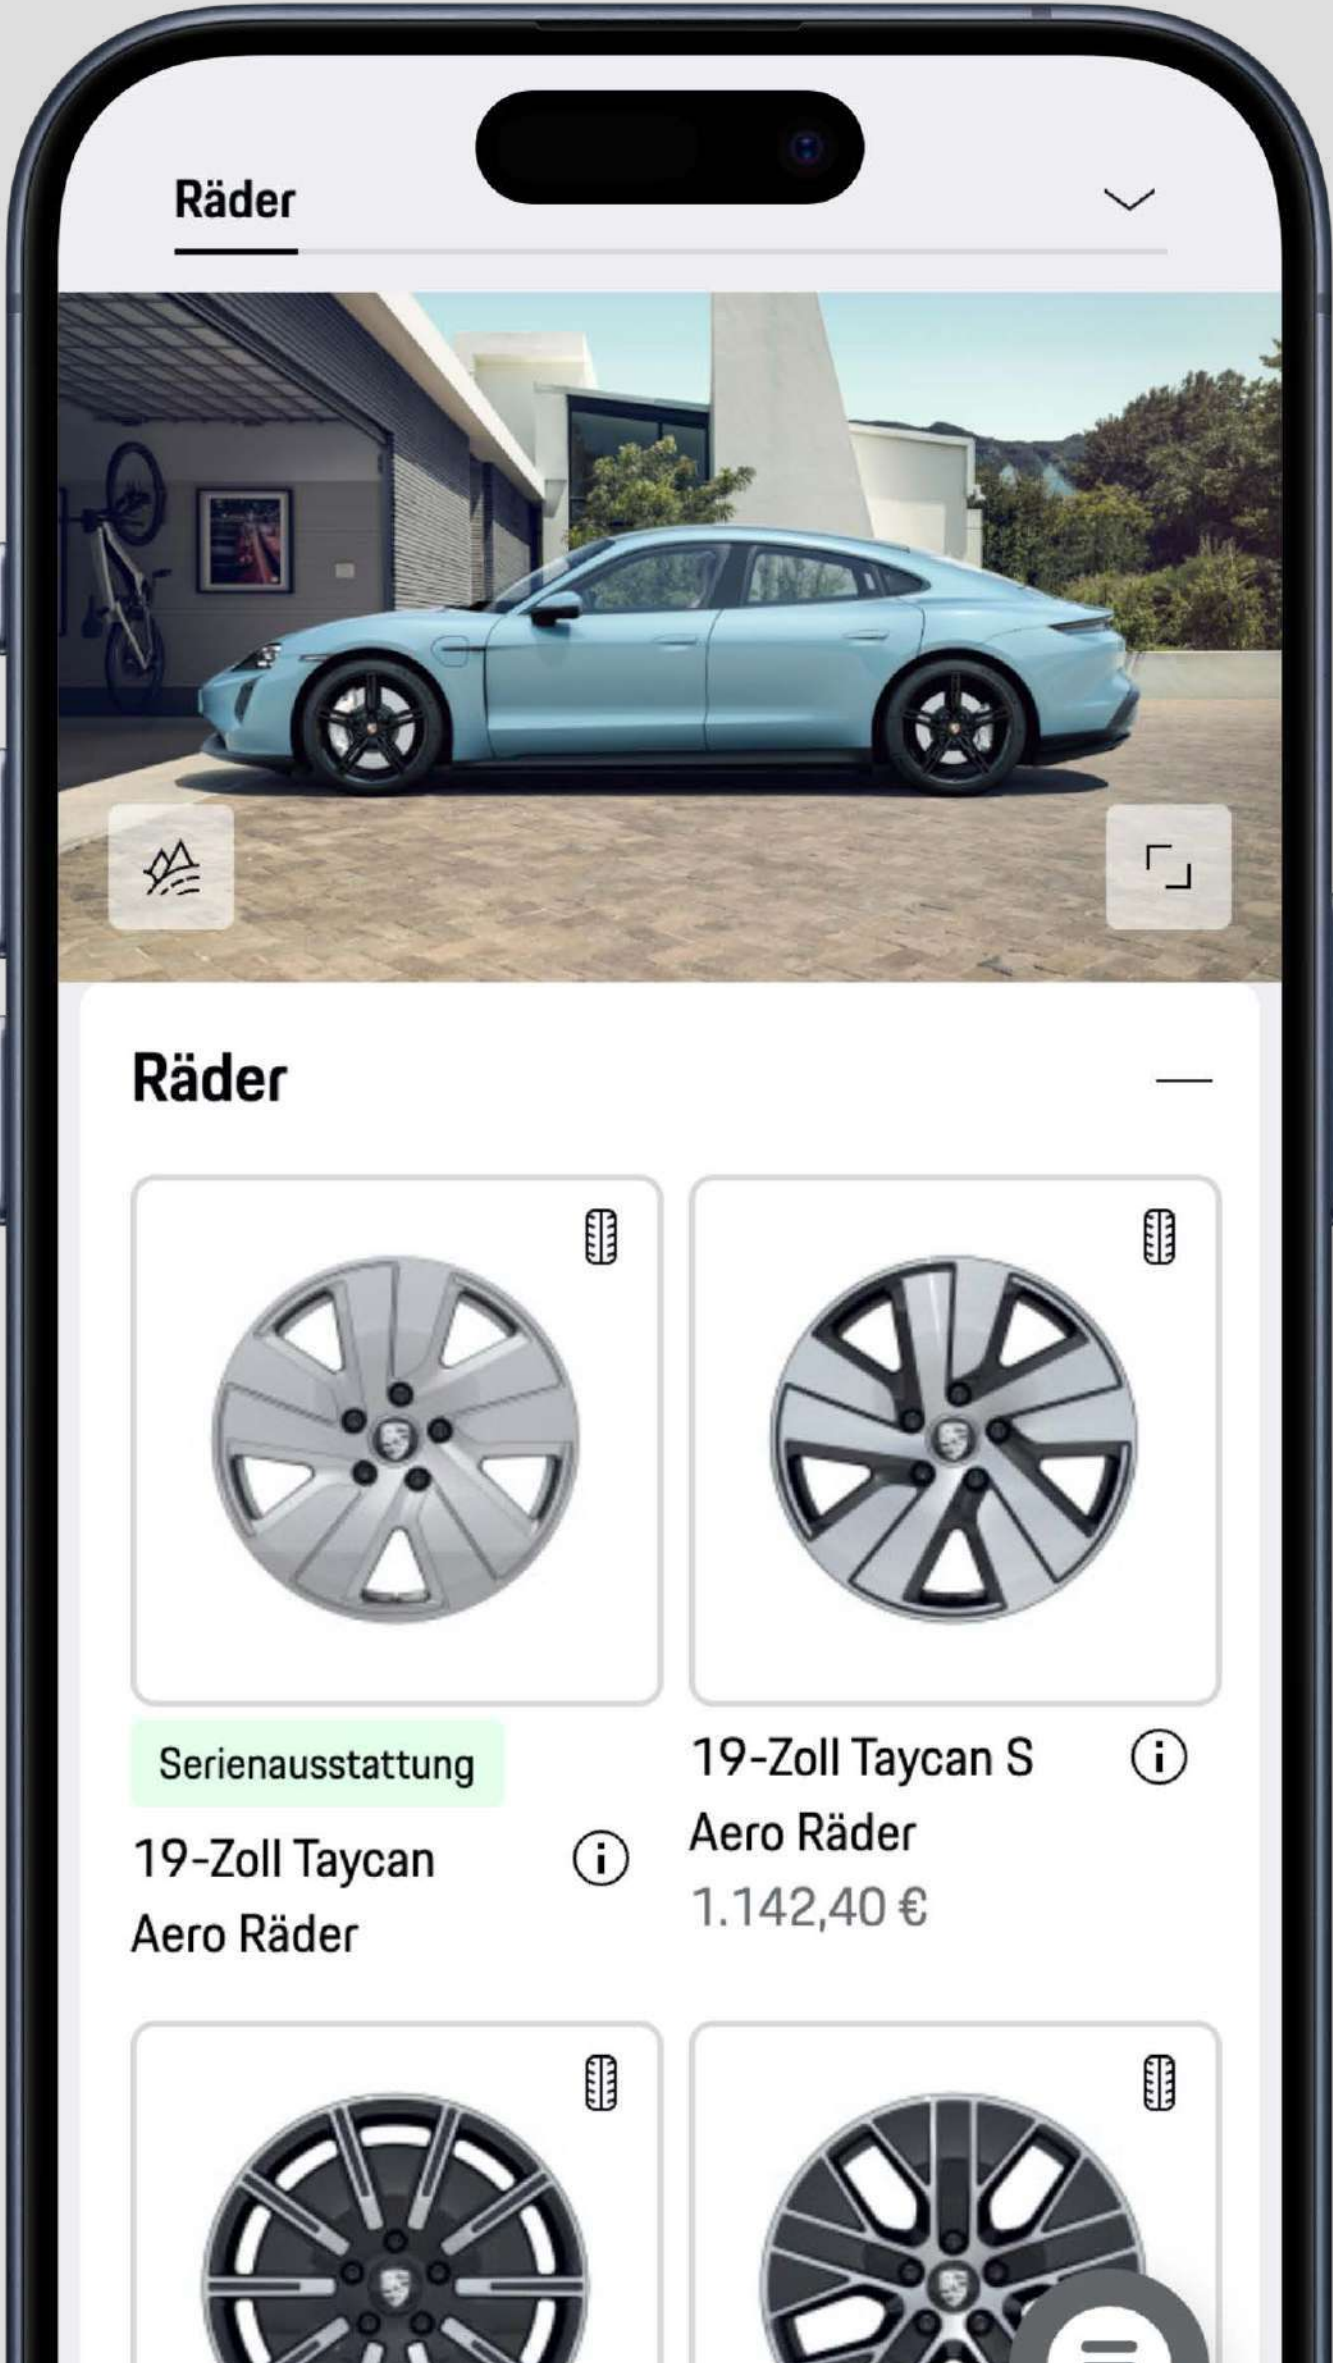 Räder
Räder
Serienausstattung
19-Zoll Taycan
Aero Räder
19-Zoll Taycan S
Aero Räder
1.142,40 €